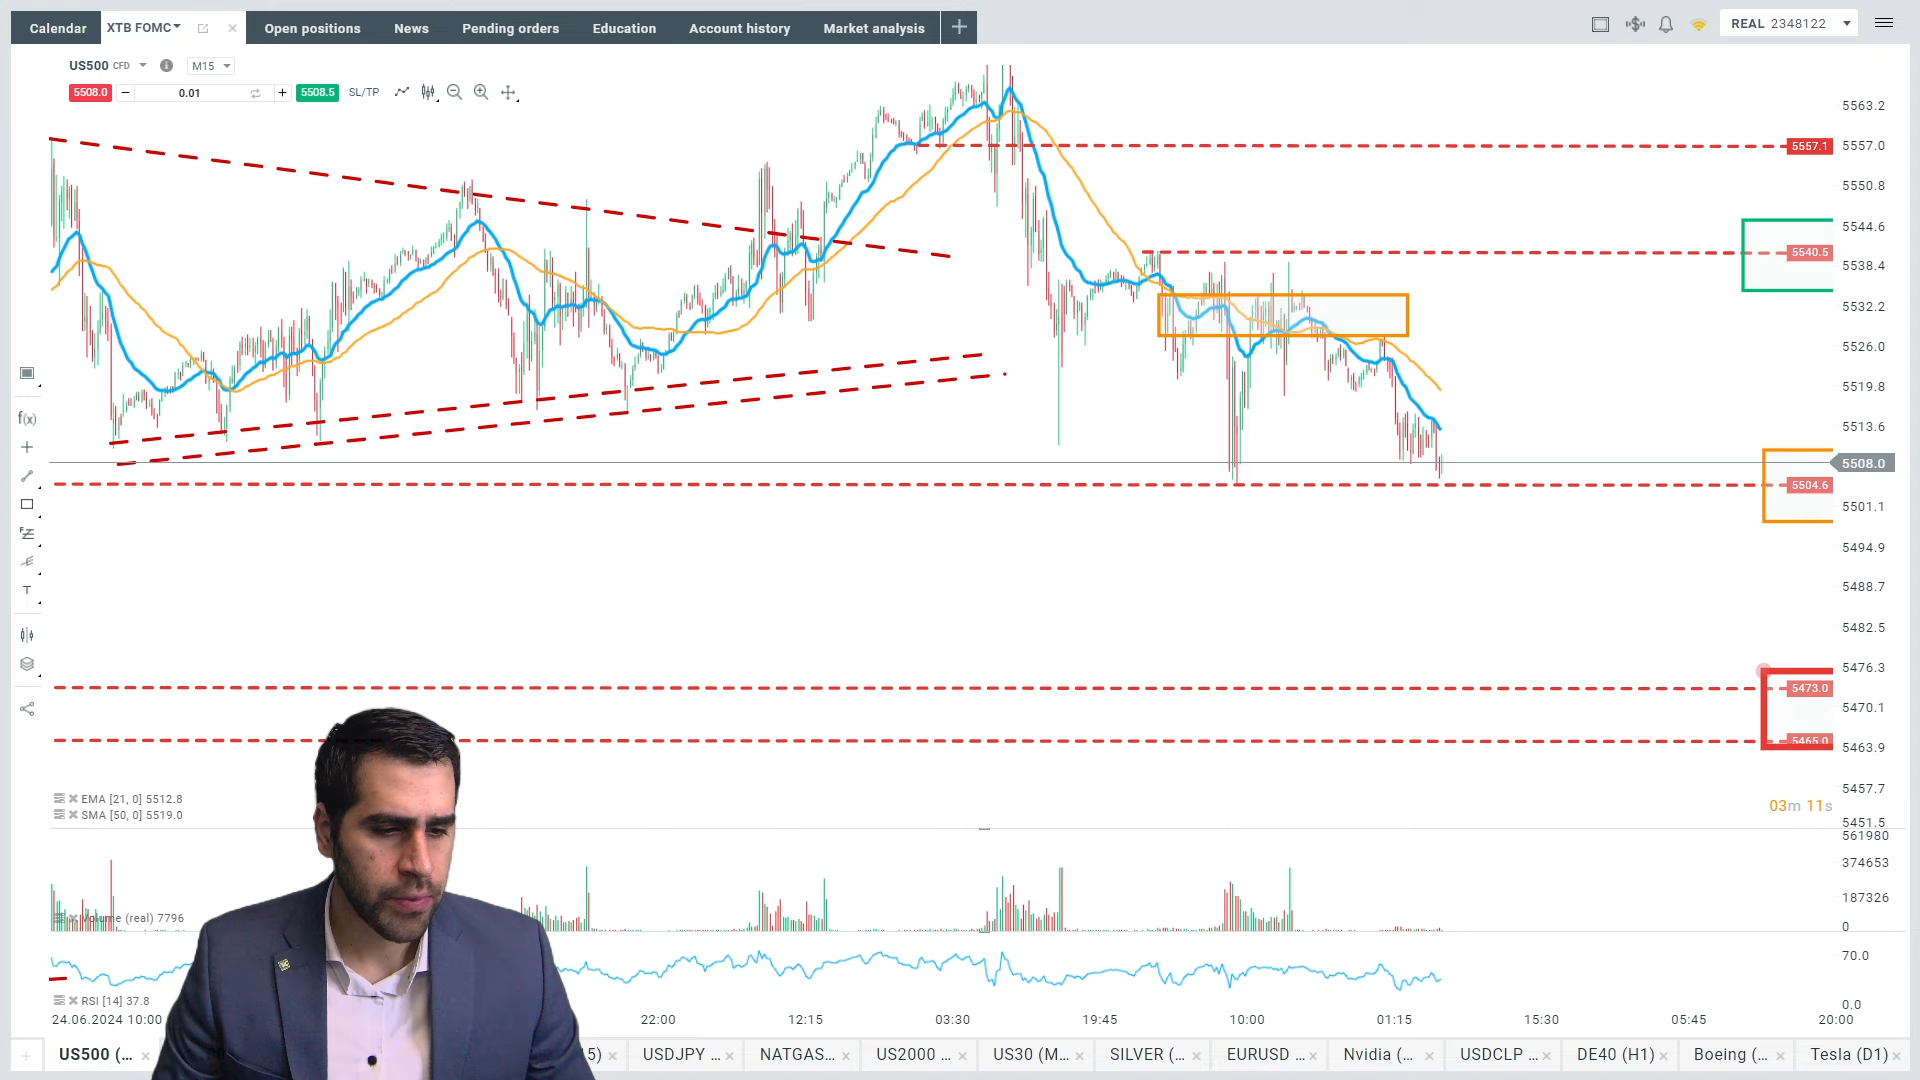 Calendar
XTB FOMC
Open positions
News
Pending orders
Education
Account history
Market analysis
REAL 2348122
US500 CFD
M15
5508.0
0.01
5508.5
SL/TP
5563.2
5557.1
5557.0
5550.8
5544.6
5540.5
5538.4
5532.2
5526.0
5519.8
5513.6
5508.0
5504.6
5501.1
5494.9
5488.7
5482.5
5476.3
5473.0
5470.1
5465.0
5463.9
5457.7
5451.5
f(x)
T
03m 11s
EMA [21, 0] 5512.8
SMA [50, 0] 5519.0
561980
374653
187326
0
Volume (real) 7796
70.0
0.0
RSI [14] 37.8
24.06.2024 10:00
22:00
12:15
03:30
19:45
10:00
01:15
15:30
05:45
20:00
US500 (...
5)
USDJPY ...
NATGAS...
US2000 ...
US30 (M...
SILVER (...
EURUSD ...
Nvidia (...
USDCLP ...
DE40 (H1)
Boeing (...
Tesla (D1)